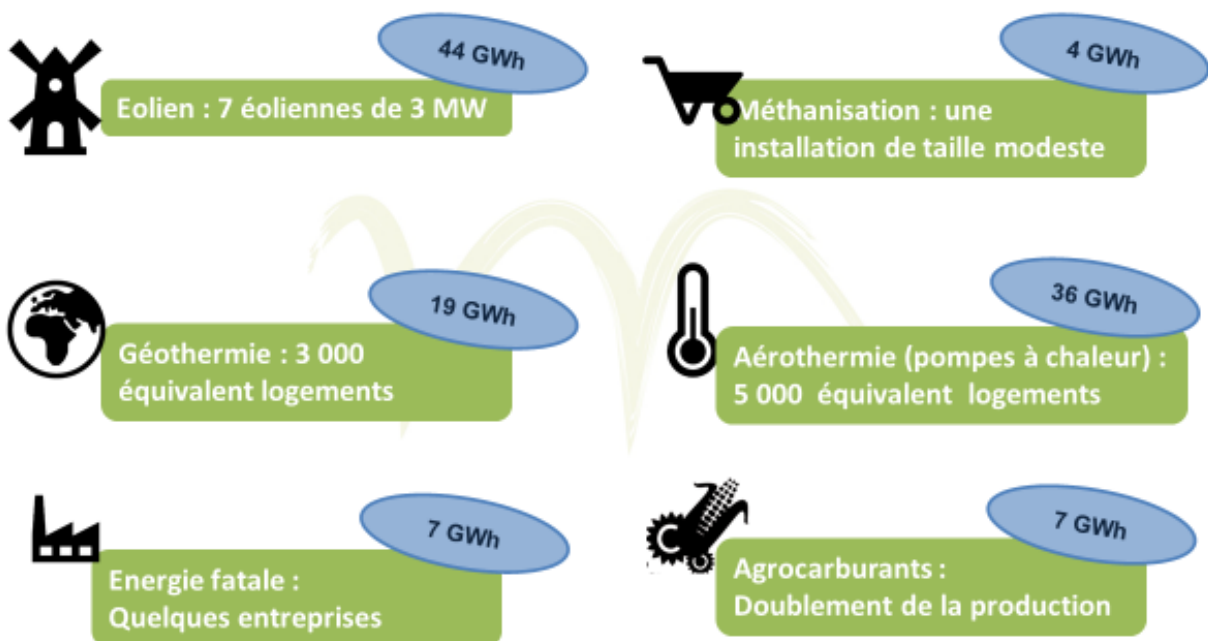 44 GWh
Eolien : 7 éoliennes de 3 MW
4 GWh
Méthanisation : une
installation de taille modeste
19 GWh
Géothermie : 3 000
équivalent logements
36 GWh
Aérothermie (pompes à chaleur) :
5 000 équivalent logements
7 GWh
Energie fatale :
Quelques entreprises
7 GWh
Agrocarburants :
Doublement de la production